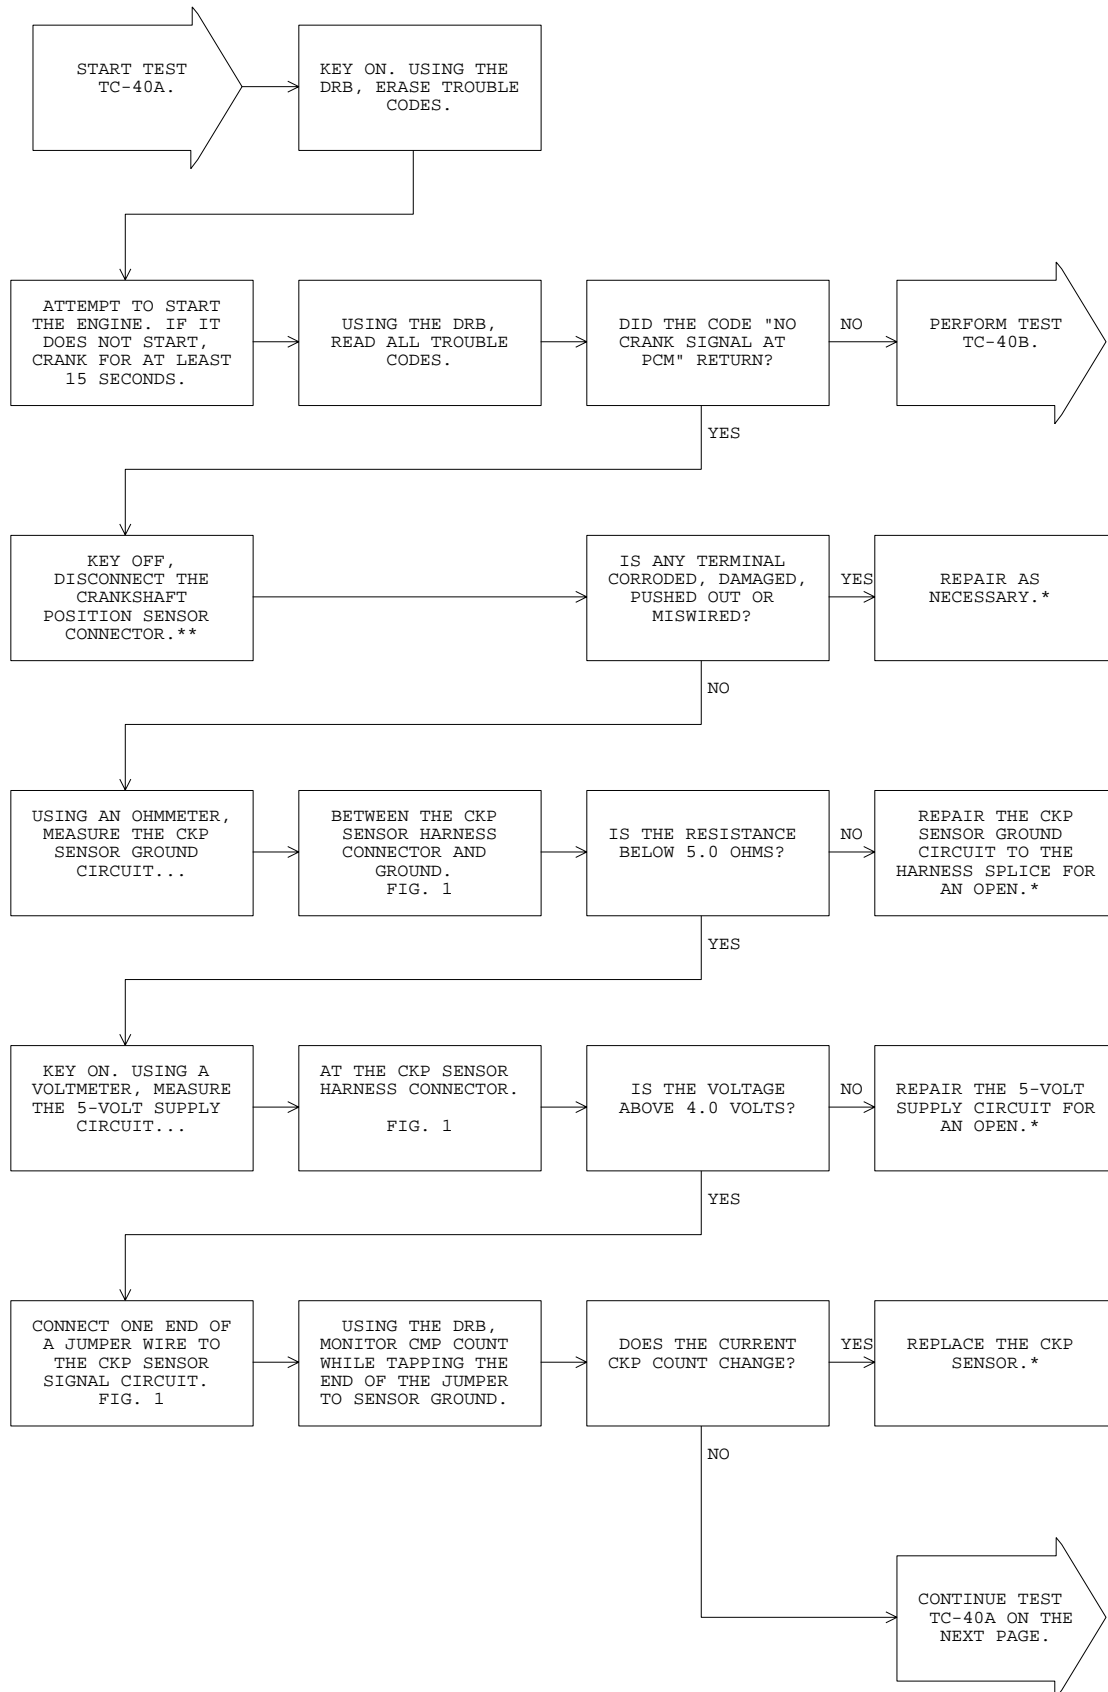 START TEST
TC-40A.
KEY ON. USING THE
DRB, ERASE TROUBLE
CODES.
ATTEMPT TO START
THE ENGINE. IF IT
DOES NOT START,
CRANK FOR AT LEAST
15 SECONDS.
USING THE DRB,
READ ALL TROUBLE
CODES.
DID THE CODE "NO
CRANK SIGNAL AT
PCM" RETURN?
NO
PERFORM TEST
TC-40B.
YES
KEY OFF,
DISCONNECT THE
CRANKSHAFT
POSITION SENSOR
CONNECTOR.**
IS ANY TERMINAL
CORRODED, DAMAGED,
PUSHED OUT OR
MISWIRED?
YES
REPAIR AS
NECESSARY.*
NO
USING AN OHMMETER,
MEASURE THE CKP
SENSOR GROUND
CIRCUIT...
BETWEEN THE CKP
SENSOR HARNESS
CONNECTOR AND
GROUND.
FIG. 1
IS THE RESISTANCE
BELOW 5.0 OHMS?
NO
REPAIR THE CKP
SENSOR GROUND
CIRCUIT TO THE
HARNESS SPLICE FOR
AN OPEN.*
YES
KEY ON. USING A
VOLTMETER, MEASURE
THE 5-VOLT SUPPLY
CIRCUIT...
AT THE CKP SENSOR
HARNESS CONNECTOR.
FIG. 1
IS THE VOLTAGE
ABOVE 4.0 VOLTS?
NO
REPAIR THE 5-VOLT
SUPPLY CIRCUIT FOR
AN OPEN.*
YES
CONNECT ONE END OF
A JUMPER WIRE TO
THE CKP SENSOR
SIGNAL CIRCUIT.
FIG. 1
USING THE DRB,
MONITOR CMP COUNT
WHILE TAPPING THE
END OF THE JUMPER
TO SENSOR GROUND.
DOES THE CURRENT
CKP COUNT CHANGE?
YES
REPLACE THE CKP
SENSOR.*
NO
CONTINUE TEST
TC-40A ON THE
NEXT PAGE.